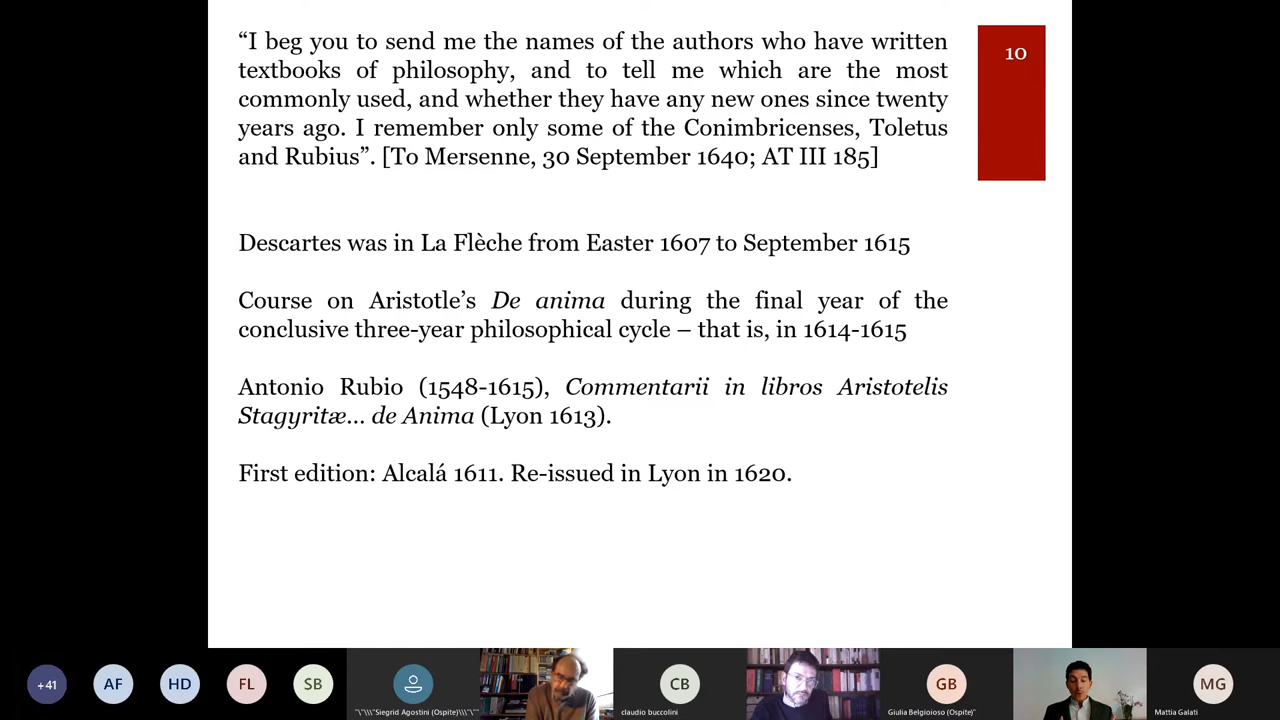 “I beg you to send me the names of the authors who have written
textbooks of philosophy, and to tell me which are the most
commonly used, and whether they have any new ones since twenty
years ago. I remember only some of the Conimbricenses, Toletus
and Rubius”. [To Mersenne, 30 September 1640; AT III 185]
10
Descartes was in La Flèche from Easter 1607 to September 1615
Course on Aristotle’s De anima during the final year of the
conclusive three-year philosophical cycle – that is, in 1614-1615
Antonio Rubio (1548-1615), Commentarii in libros Aristotelis
Stagyritæ... de Anima (Lyon 1613).
First edition: Alcalá 1611. Re-issued in Lyon in 1620.
+41
AF
HD
FL
SB
"\"\\\"Siegrid Agostini (Ospite)\\\"\"
CB
claudio buccolini
GB
Giulia Belgioioso (Ospite)"
MG
Mattia Galati